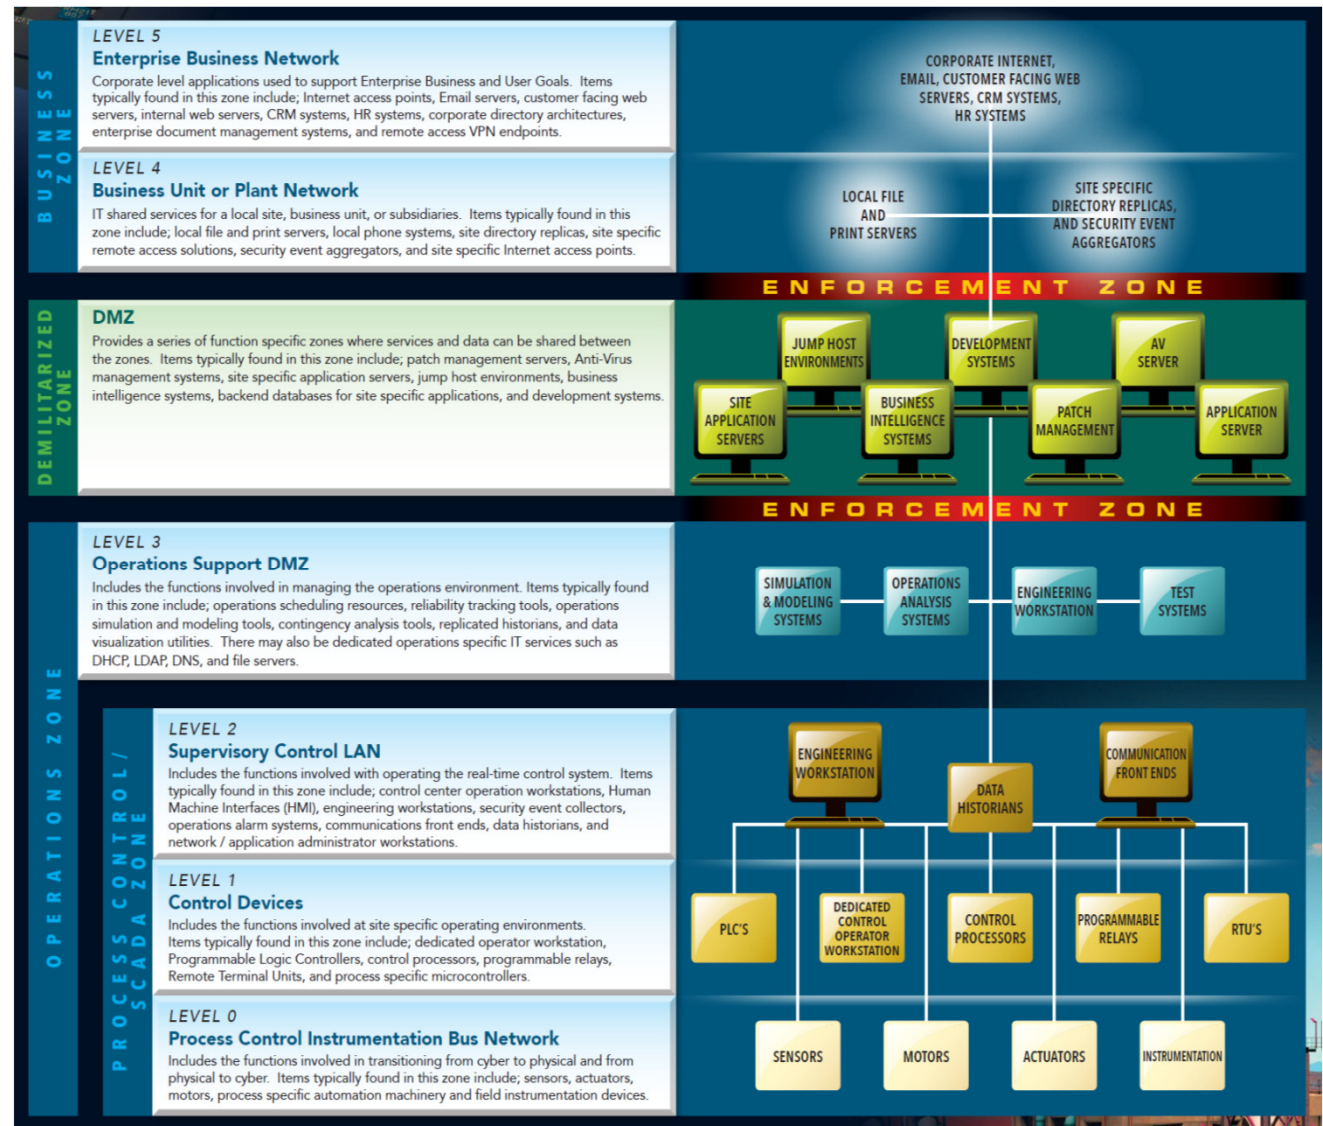 BUSINESS
ZONE
LEVEL 5
Enterprise Business Network
Corporate level applications used to support Enterprise Business and User Goals. Items
typically found in this zone include; Internet access points, Email servers, customer facing web
servers, internal web servers, CRM systems, HR systems, corporate directory architectures,
enterprise document management systems, and remote access VPN endpoints.
CORPORATE INTERNET,
EMAIL, CUSTOMER FACING WEB
SERVERS, CRM SYSTEMS,
HR SYSTEMS
LEVEL 4
Business Unit or Plant Network
IT shared services for a local site, business unit, or subsidiaries. Items typically found in this
zone include; local file and print servers, local phone systems, site directory replicas, site specific
remote access solutions, security event aggregators, and site specific Internet access points.
LOCAL FILE
AND
PRINT SERVERS
SITE SPECIFIC
DIRECTORY REPLICAS,
AND SECURITY EVENT
AGGREGATORS
ENFORCEMENT ZONE
DEMILITARIZED
ZONE
DMZ
Provides a series of function specific zones where services and data can be shared between
the zones. Items typically found in this zone include; patch management servers, Anti-Virus
management systems, site specific application servers, jump host environments, business
intelligence systems, backend databases for site specific applications, and development systems.
JUMP HOST
ENVIRONMENTS
DEVELOPMENT
SYSTEMS
AV
SERVER
SITE
APPLICATION
SERVERS
BUSINESS
INTELLIGENCE
SYSTEMS
PATCH
MANAGEMENT
APPLICATION
SERVER
ENFORCEMENT ZONE
OPERATIONS ZONE
LEVEL 3
Operations Support DMZ
Includes the functions involved in managing the operations environment. Items typically found
in this zone include; operations scheduling resources, reliability tracking tools, operations
simulation and modeling tools, contingency analysis tools, replicated historians, and data
visualization utilities. There may also be dedicated operations specific IT services such as
DHCP, LDAP, DNS, and file servers.
SIMULATION
& MODELING
SYSTEMS
OPERATIONS
ANALYSIS
SYSTEMS
ENGINEERING
WORKSTATION
TEST
SYSTEMS
PROCESS CONTROL /
SCADA ZONE
LEVEL 2
Supervisory Control LAN
Includes the functions involved with operating the real-time control system. Items
typically found in this zone include; control center operation workstations, Human
Machine Interfaces (HMI), engineering workstations, security event collectors,
operations alarm systems, communications front ends, data historians, and
network / application administrator workstations.
ENGINEERING
WORKSTATION
DATA
HISTORIANS
COMMUNICATION
FRONT ENDS
LEVEL 1
Control Devices
Includes the functions involved at site specific operating environments.
Items typically found in this zone include; dedicated operator workstation,
Programmable Logic Controllers, control processors, programmable relays,
Remote Terminal Units, and process specific microcontrollers.
PLC'S
DEDICATED
CONTROL
OPERATOR
WORKSTATION
CONTROL
PROCESSORS
PROGRAMMABLE
RELAYS
RTU'S
LEVEL 0
Process Control Instrumentation Bus Network
Includes the functions involved in transitioning from cyber to physical and from
physical to cyber. Items typically found in this zone include; sensors, actuators,
motors, process specific automation machinery and field instrumentation devices.
SENSORS
MOTORS
ACTUATORS
INSTRUMENTATION